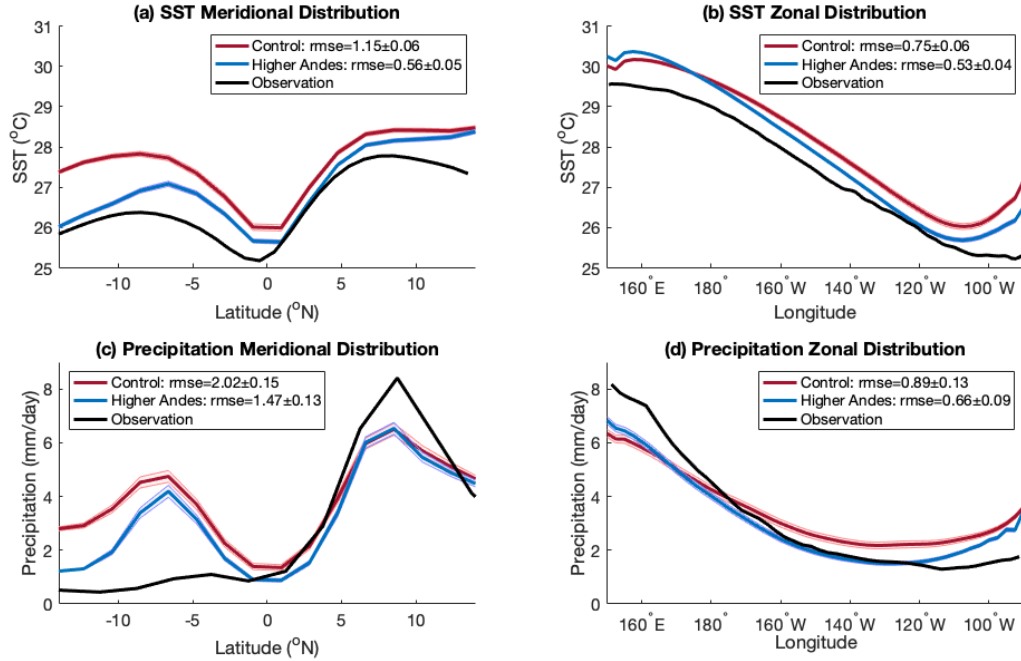 (a) SST Meridional Distribution
31
30
29
28
27
26
25
SST (°C)
Control: rmse=1.15±0.06
Higher Andes: rmse=0.56±0.05
Observation
-10
-5
0
5
10
Latitude (°N)
(b) SST Zonal Distribution
31
30
29
28
27
26
25
SST (°C)
Control: rmse=0.75±0.06
Higher Andes: rmse=0.53±0.04
Observation
160°E
180°
160°W
140°W
120°W
100°W
Longitude
(c) Precipitation Meridional Distribution
8
6
4
2
0
Precipitation (mm/day)
Control: rmse=2.02±0.15
Higher Andes: rmse=1.47±0.13
Observation
-10
-5
0
5
10
Latitude (°N)
(d) Precipitation Zonal Distribution
8
6
4
2
0
Precipitation (mm/day)
Control: rmse=0.89±0.13
Higher Andes: rmse=0.66±0.09
Observation
160°E
180°
160°W
140°W
120°W
100°W
Longitude